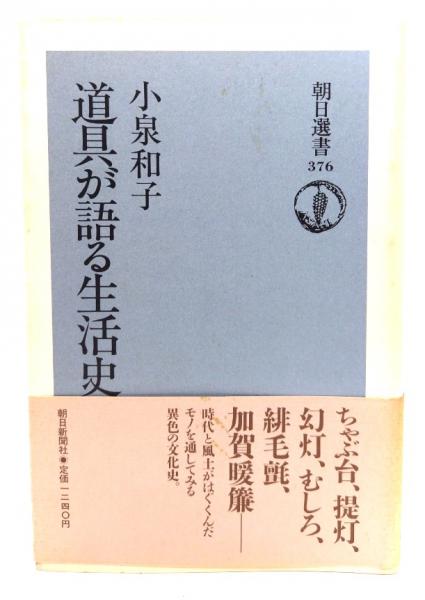 朝日選書
376
小泉和子
道具が語る生活史
ちゃぶ台、提灯、
幻灯、むしろ、
緋毛氈、
加賀暖簾──
時代と風土がはぐくんだ
モノを通してみる
異色の文化史。
朝日新聞社●定価一二四〇円